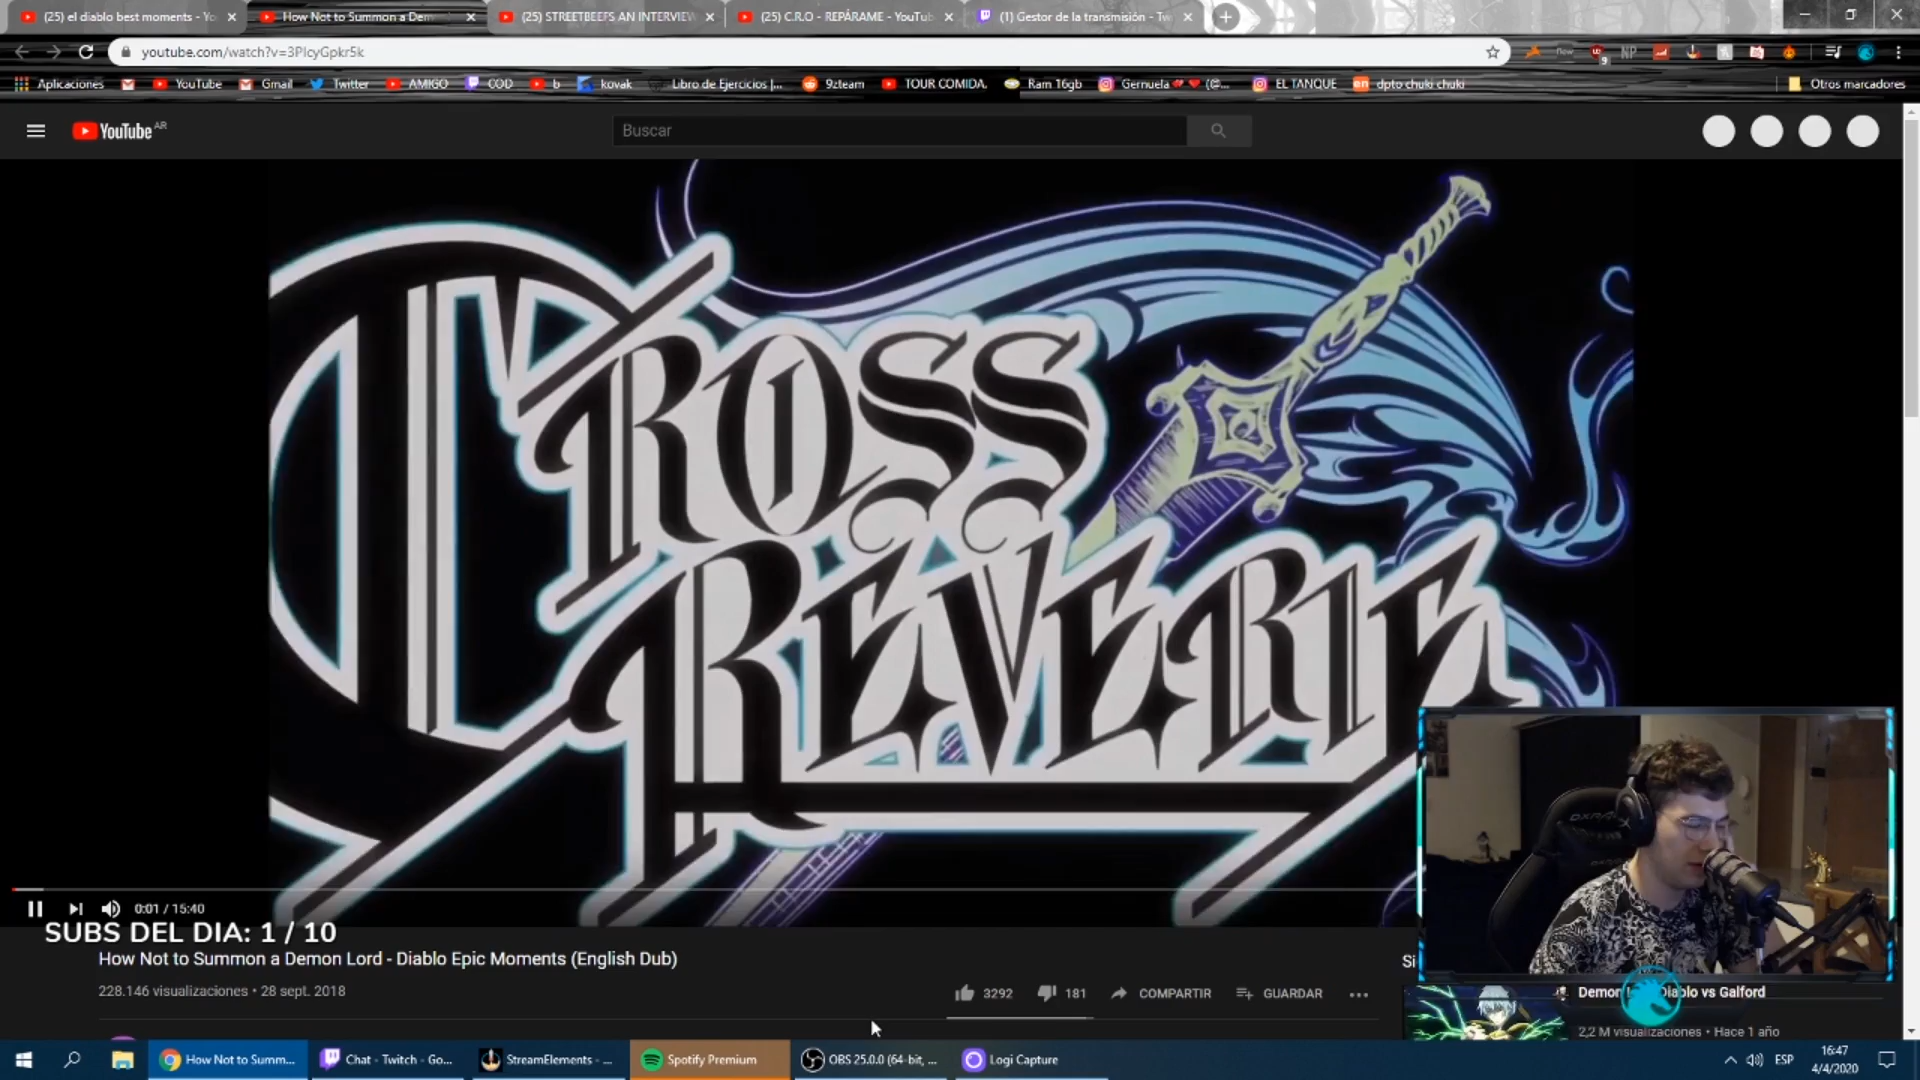 (25) el diablo best moments - Yo
How Not to Summon a Dem
(25) STREETBEEFS AN INTERVIEW
(25) C.R.O - REPÁRAME - YouTub
(1) Gestor de la transmisión - Tw
youtube.com/watch?v=3PlcyGpkr5k
9
Aplicaciones
YouTube
Gmail
Twitter
AMIGO
COD
b
kovak
Libro de Ejercicios |...
9zteam
TOUR COMIDA.
Ram 16gb
Gernuela
(@...
EL TANQUE
dpto chuki chuki
Otros marcadores
YouTube AR
Buscar
CROSS
REVERIE
0:01 / 15:40
SUBS DEL DIA: 1 / 10
How Not to Summon a Demon Lord - Diablo Epic Moments (English Dub)
228.146 visualizaciones • 28 sept. 2018
3292
181
COMPARTIR
GUARDAR
Si
Demon
Diablo vs Galford
2,2 M visualizaciones • Hace 1 año
How Not to Summ...
Chat - Twitch - Go...
StreamElements - ...
Spotify Premium
OBS 25.0.0 (64-bit, ...
Logi Capture
ESP
16:47
4/4/2020